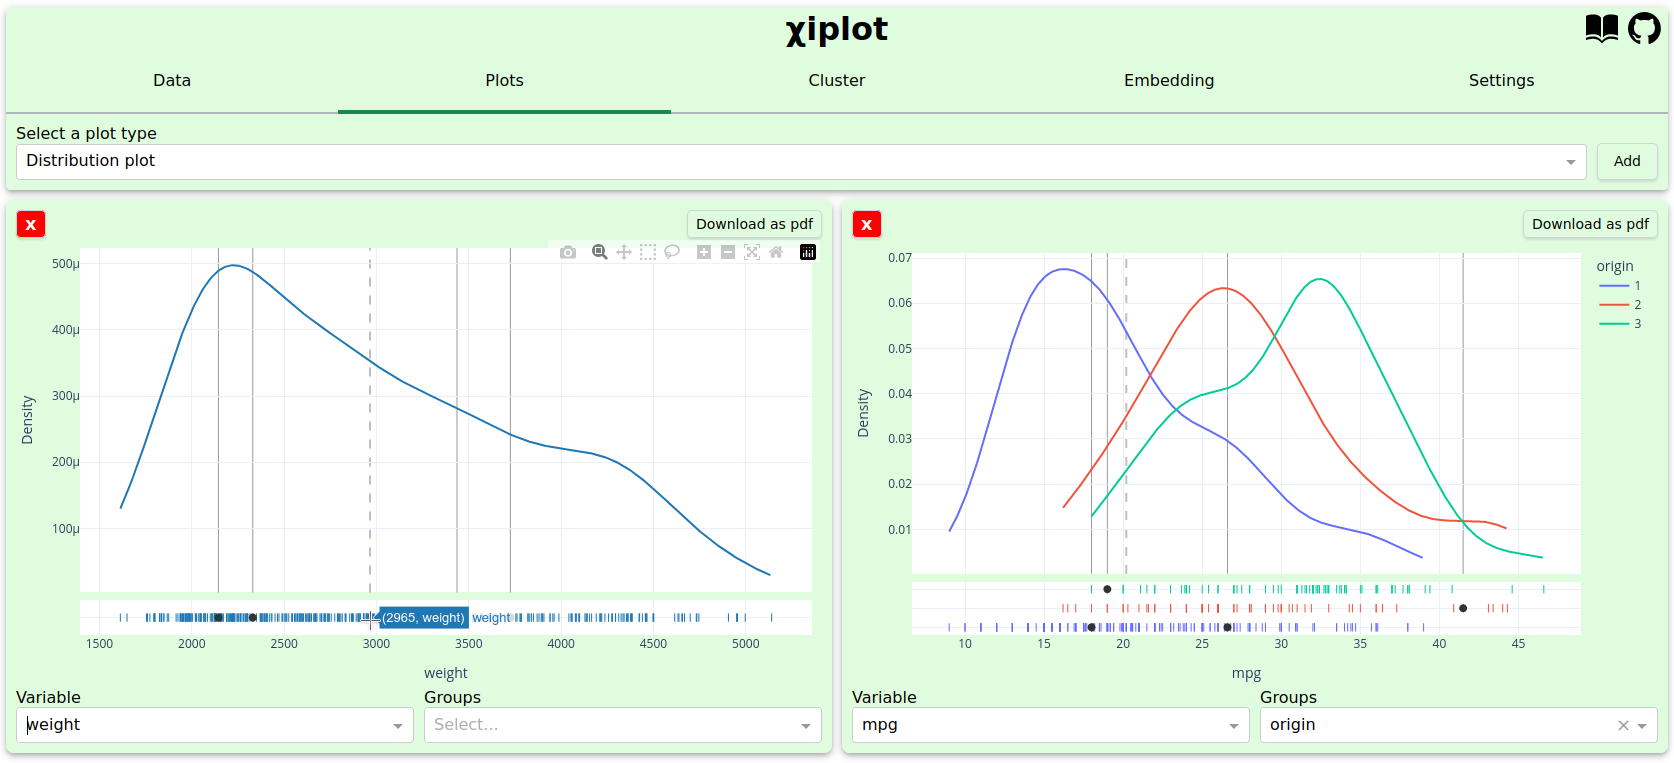 χiplot
Data Plots Cluster Embedding Settings
Select a plot type
Distribution plot
Add
x
Download as pdf
500μ
400μ
300μ
200μ
100μ
Density
(2965, weight) weight
1500 2000 2500 3000 3500 4000 4500 5000
weight
Variable Groups
weight Select...
x
Download as pdf
0.07
0.06
0.05
0.04
0.03
0.02
0.01
Density
origin
1
2
3
10 15 20 25 30 35 40 45
mpg
Variable Groups
mpg origin